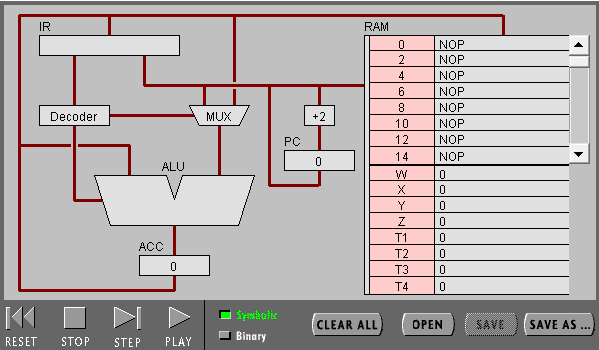 IR
RAM
0 NOP
2 NOP
4 NOP
6 NOP
8 NOP
10 NOP
12 NOP
14 NOP
Decoder
MUX
+2
PC
0
ALU
W 0
X 0
Y 0
Z 0
T1 0
T2 0
T3 0
T4 0
ACC
0
Symbolic
Binary
CLEAR ALL
OPEN
SAVE
SAVE AS ...
RESET
STOP
STEP
PLAY